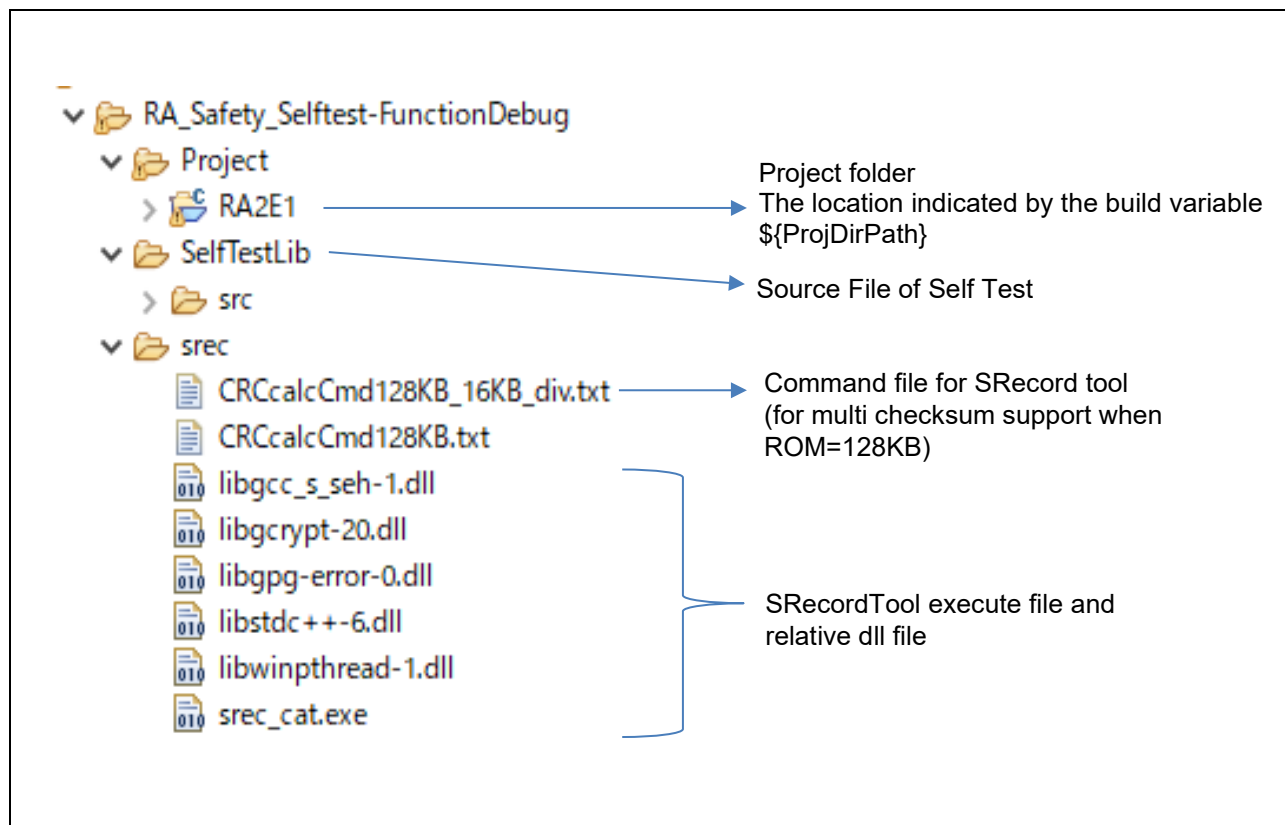 RA_Safety_Selftest-FunctionDebug
Project
RA2E1
SelfTestLib
src
srec
CRCcalcCmd128KB_16KB_div.txt
CRCcalcCmd128KB.txt
libgcc_s_seh-1.dll
libgcrypt-20.dll
libgpg-error-0.dll
libstdc++-6.dll
libwinpthread-1.dll
srec_cat.exe
Project folder
The location indicated by the build variable
${ProjDirPath}
Source File of Self Test
Command file for SRecord tool
(for multi checksum support when
ROM=128KB)
SRecordTool execute file and
relative dll file